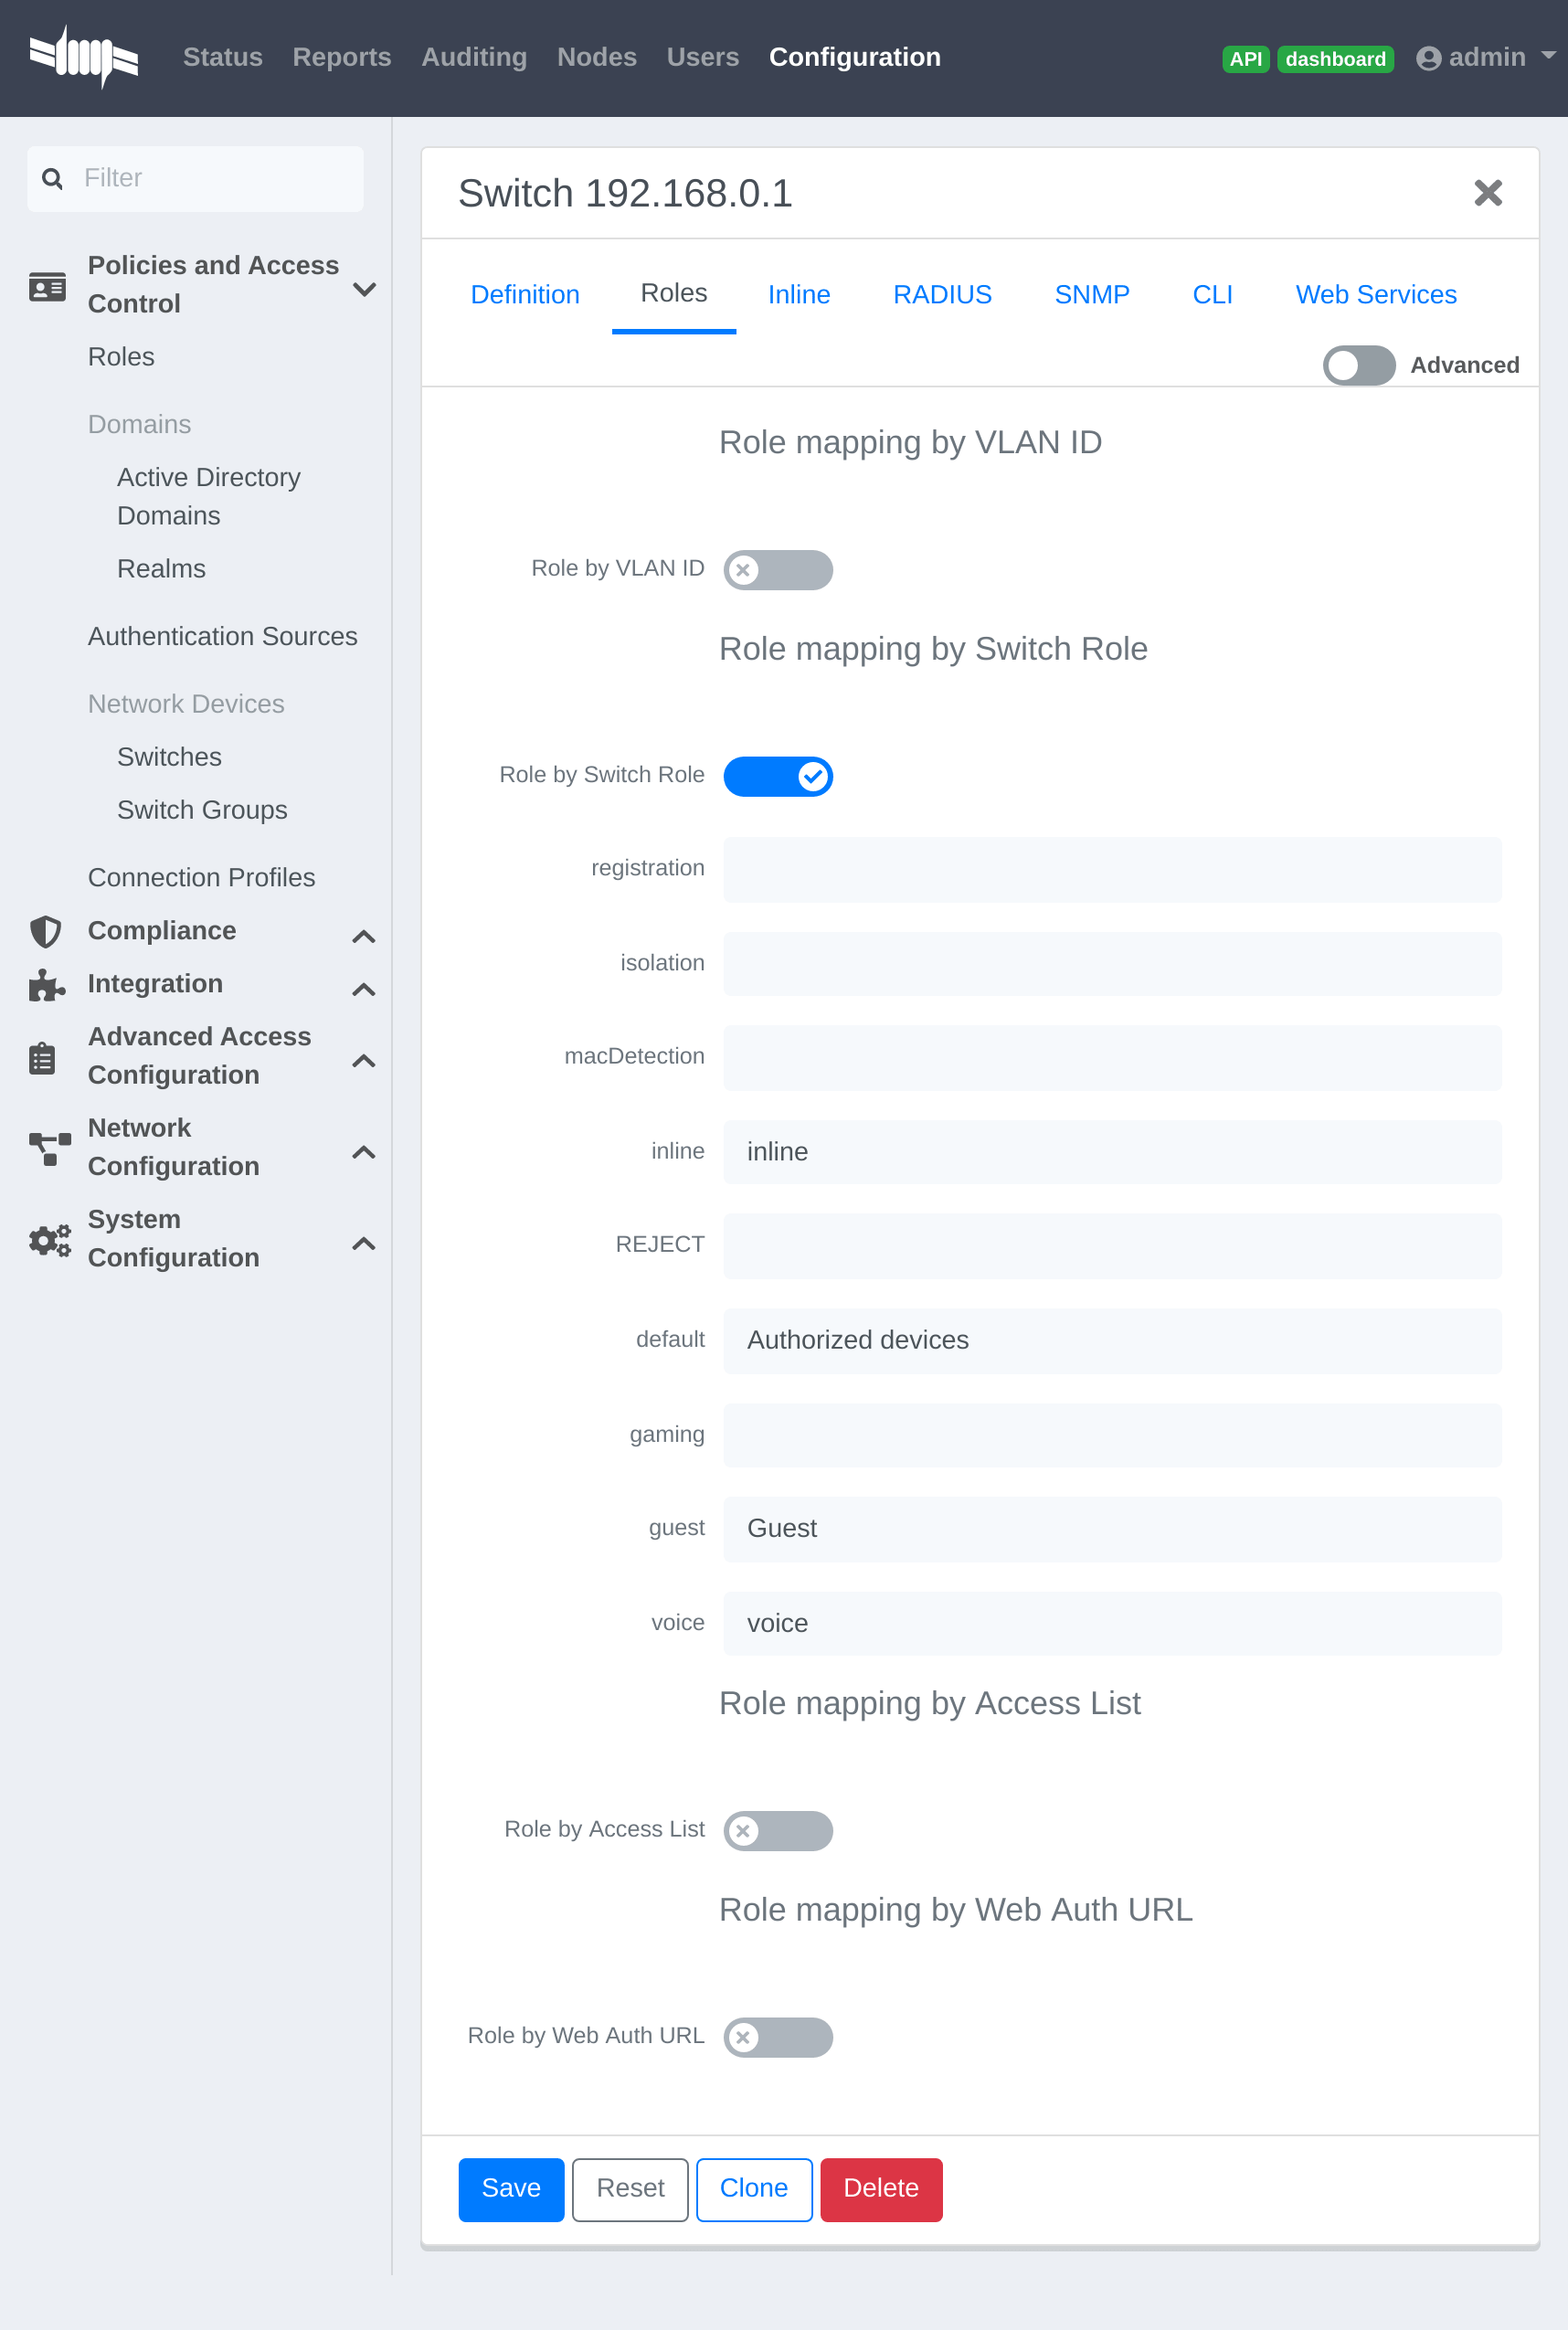 Status Reports Auditing Nodes Users Configuration API dashboard admin
Filter
Policies and Access
Control
Roles
Domains
Active Directory
Domains
Realms
Authentication Sources
Network Devices
Switches
Switch Groups
Connection Profiles
Compliance
Integration
Advanced Access
Configuration
Network
Configuration
System
Configuration
Switch 192.168.0.1
Definition Roles Inline RADIUS SNMP CLI Web Services
Advanced
Role mapping by VLAN ID
Role by VLAN ID
Role mapping by Switch Role
Role by Switch Role
registration
isolation
macDetection
inline inline
REJECT
default Authorized devices
gaming
guest Guest
voice voice
Role mapping by Access List
Role by Access List
Role mapping by Web Auth URL
Role by Web Auth URL
Save Reset Clone Delete